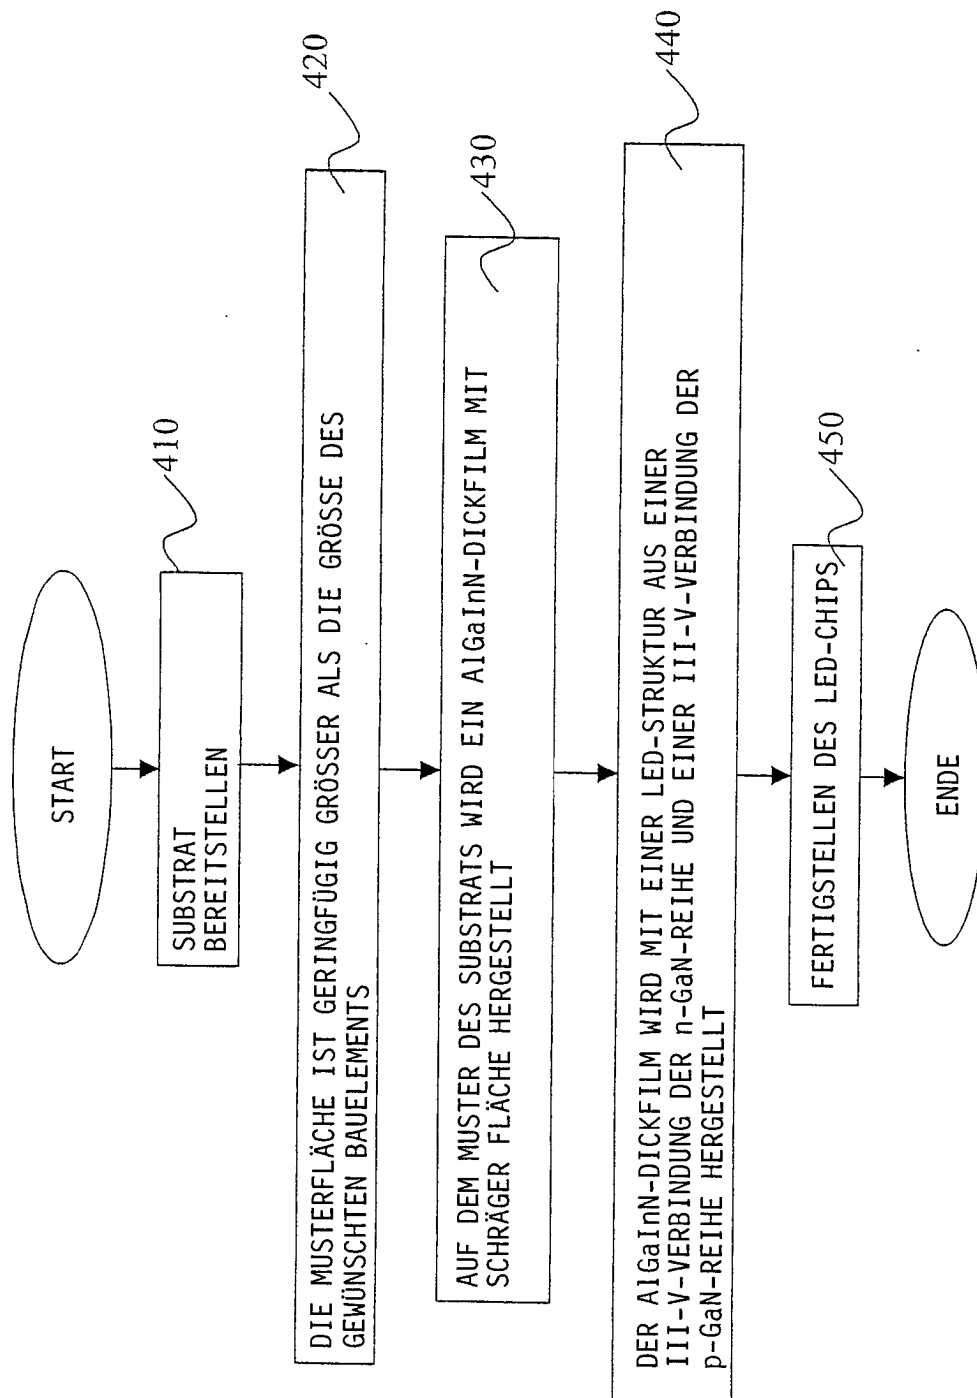 START
SUBSTRAT
BEREITSTELLEN
410
DIE MUSTERFLÄCHE IST GERINGFÜGIG GRÖSSER ALS DIE GRÖSSE DES
GEWÜNSCHTEN BAUELEMENTS
420
AUF DEM MUSTER DES SUBSTRATS WIRD EIN AlGaInN-DICKFILM MIT
SCHRÄGER FLÄCHE HERGESTELLT
430
DER AlGaInN-DICKFILM WIRD MIT EINER LED-STRUKTUR AUS EINER
III-V-VERBINDUNG DER n-GaN-REIHE UND EINER III-V-VERBINDUNG DER
p-GaN-REIHE HERGESTELLT
440
FERTIGSTELLEN DES LED-CHIPS
450
ENDE